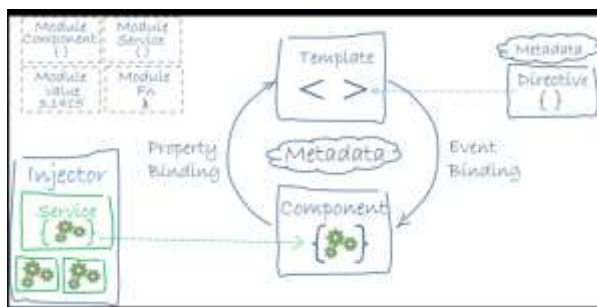 Module
Component
{ }
Module
Service
{ }
Module
value
3.1415
Module
Fn
λ
Template
< >
Metadata
Directive
{ }
Property
Binding
Metadata
Event
Binding
Injector
Service
{ }
Component
{ }